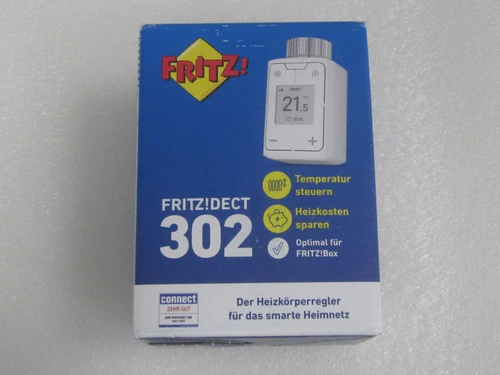 FRITZ!
21,5
Temperatur
steuern
Heizkosten
sparen
Optimal für
FRITZ!Box
FRITZ!DECT
302
connect
SEHR GUT
Der Heizkörperregler
für das smarte Heimnetz